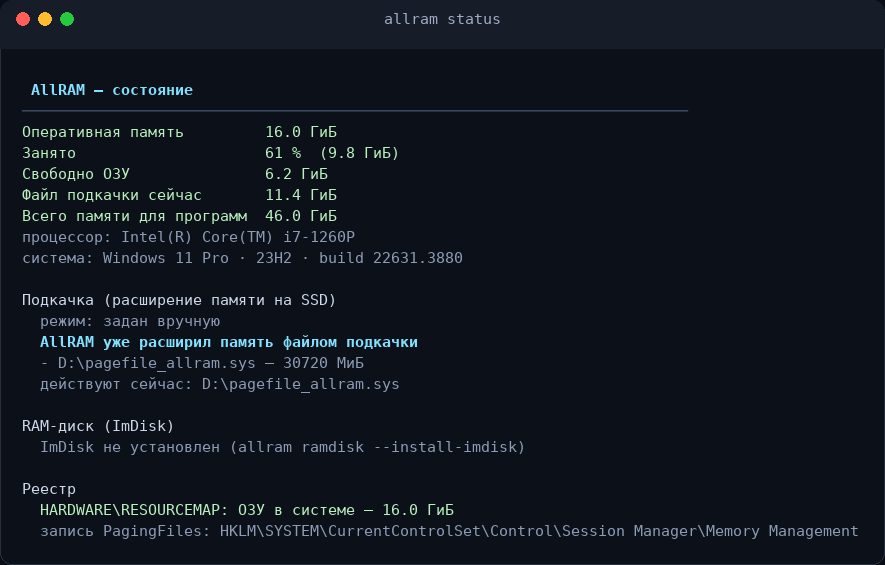 allram status
AllRAM — состояние
Оперативная память 16.0 ГиБ
Занято 61 % (9.8 ГиБ)
Свободно ОЗУ 6.2 ГиБ
Файл подкачки сейчас 11.4 ГиБ
Всего памяти для программ 46.0 ГиБ
процессор: Intel(R) Core(TM) i7-1260P
система: Windows 11 Pro · 23H2 · build 22631.3880
Подкачка (расширение памяти на SSD)
режим: задан вручную
AllRAM уже расширил память файлом подкачки
- D:\pagefile_allram.sys — 30720 МиБ
действуют сейчас: D:\pagefile_allram.sys
RAM-диск (ImDisk)
ImDisk не установлен (allram ramdisk --install-imdisk)
Реестр
HARDWARE\RESOURCEMAP: ОЗУ в системе — 16.0 ГиБ
запись PagingFiles: HKLM\SYSTEM\CurrentControlSet\Control\Session Manager\Memory Management